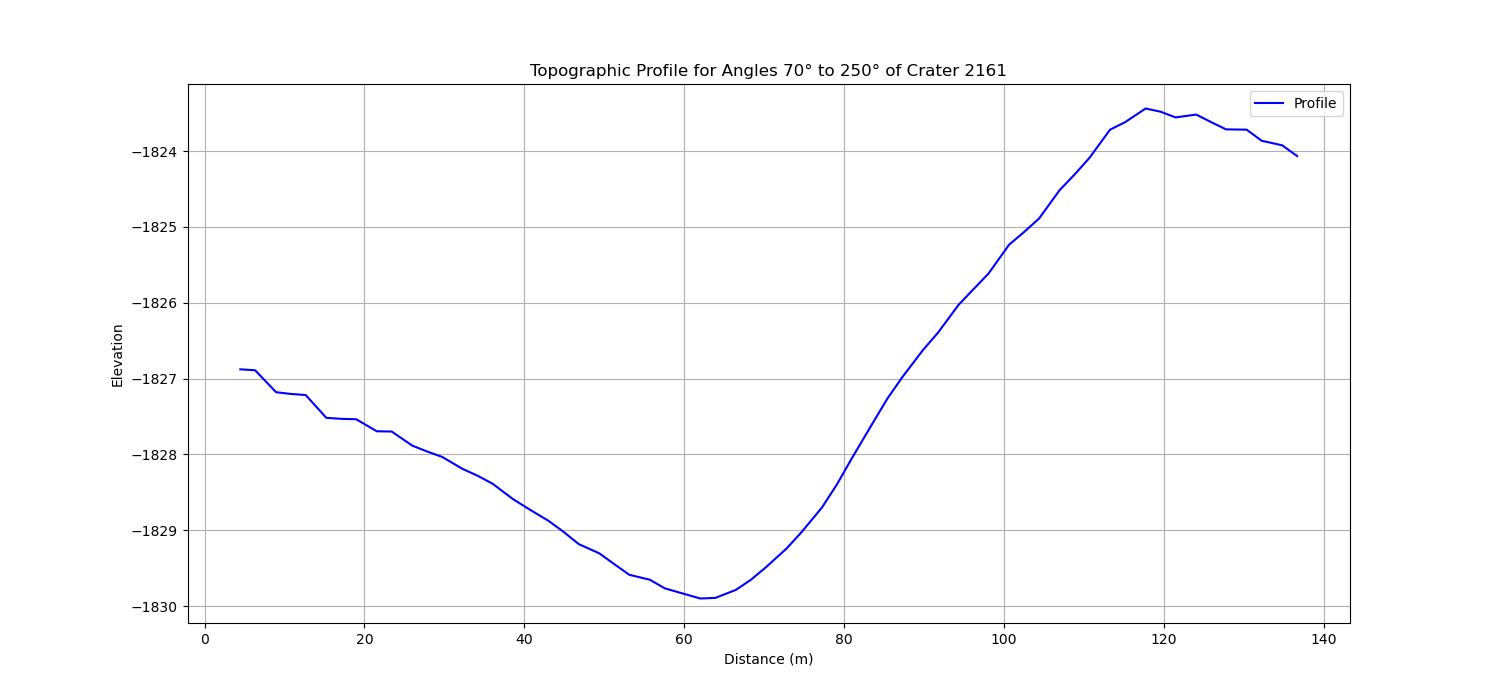 Topographic Profile for Angles 70° to 250° of Crater 2161
Profile
Elevation
−1824
−1825
−1826
−1827
−1828
−1829
−1830
0 20 40 60 80 100 120 140
Distance (m)